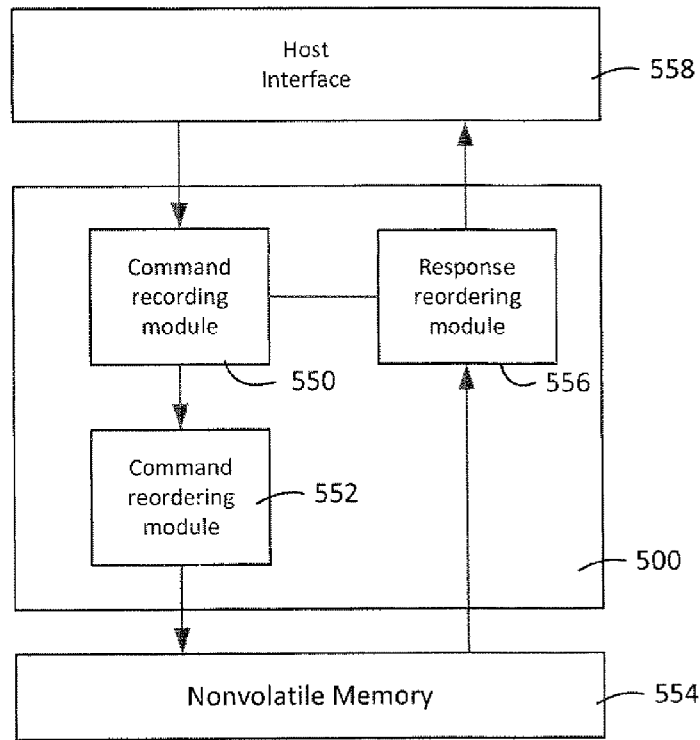 Host
Interface
558
Command
recording
module
Response
reordering
module
550
556
Command
reordering
module
552
500
Nonvolatile Memory
554